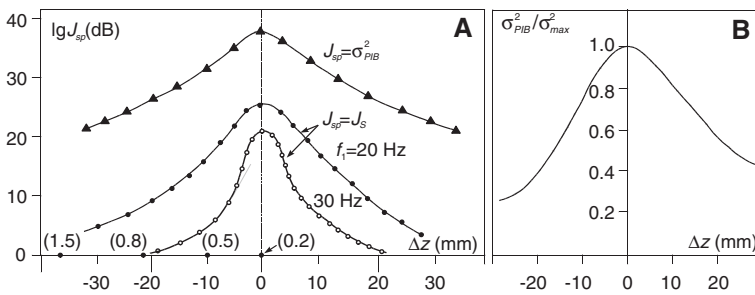 40
30
20
10
0
lgJsp(dB)
A
Jsp=σ²PIB
Jsp=JS
f1=20 Hz
30 Hz
(1.5) (0.8) (0.5) (0.2) Δz (mm)
-30 -20 -10 0 10 20 30
B
σ²PIB/σ²max
1.0
0.8
0.6
0.4
0.2
Δz (mm)
-20 -10 0 10 20